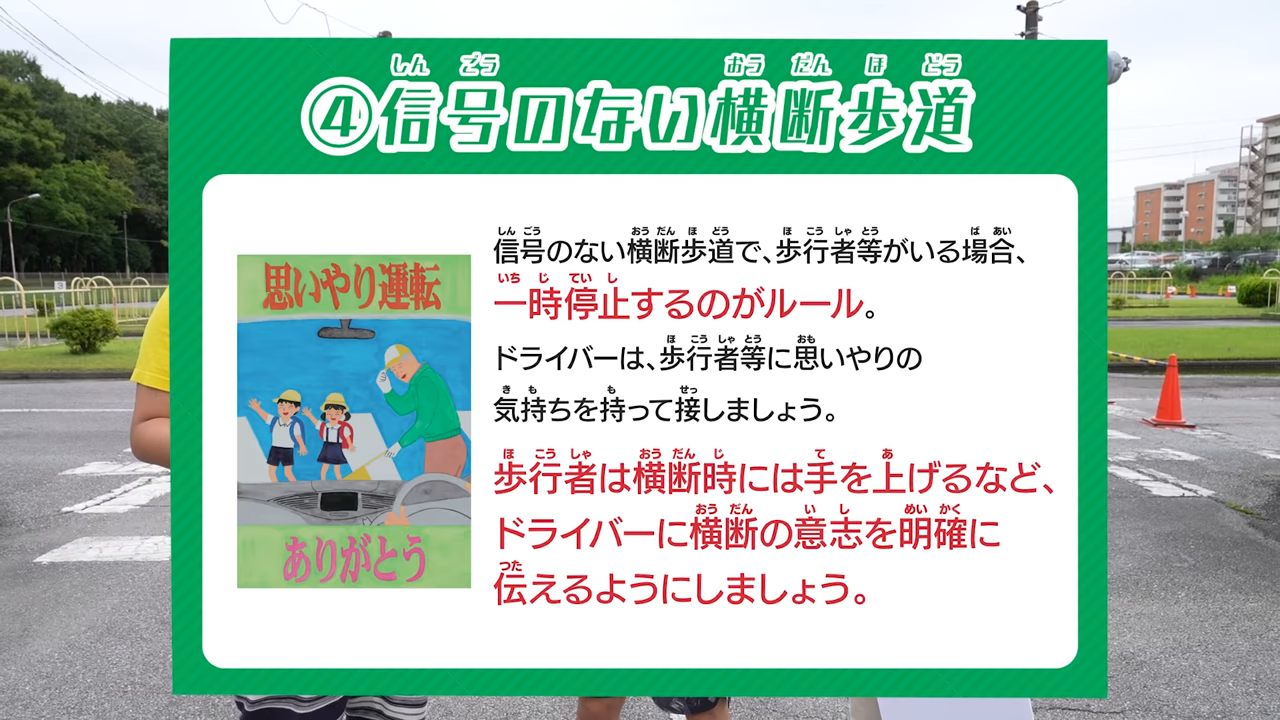 ④信号のない横断歩道
しん ごう おう だん ほ どう
思いやり運転
ありがとう
しん ごう おう だん ほ どう ほ こう しゃ とう ば あい
信号のない横断歩道で、歩行者等がいる場合、
いち じ てい し
一時停止するのがルール。
ほ こう しゃ とう おも
ドライバーは、歩行者等に思いやりの
き も も せっ
気持ちを持って接しましょう。
ほ こう しゃ おう だん じ て あ
歩行者は横断時には手を上げるなど、
おう だん い し めい かく
ドライバーに横断の意志を明確に
つた
伝えるようにしましょう。
3